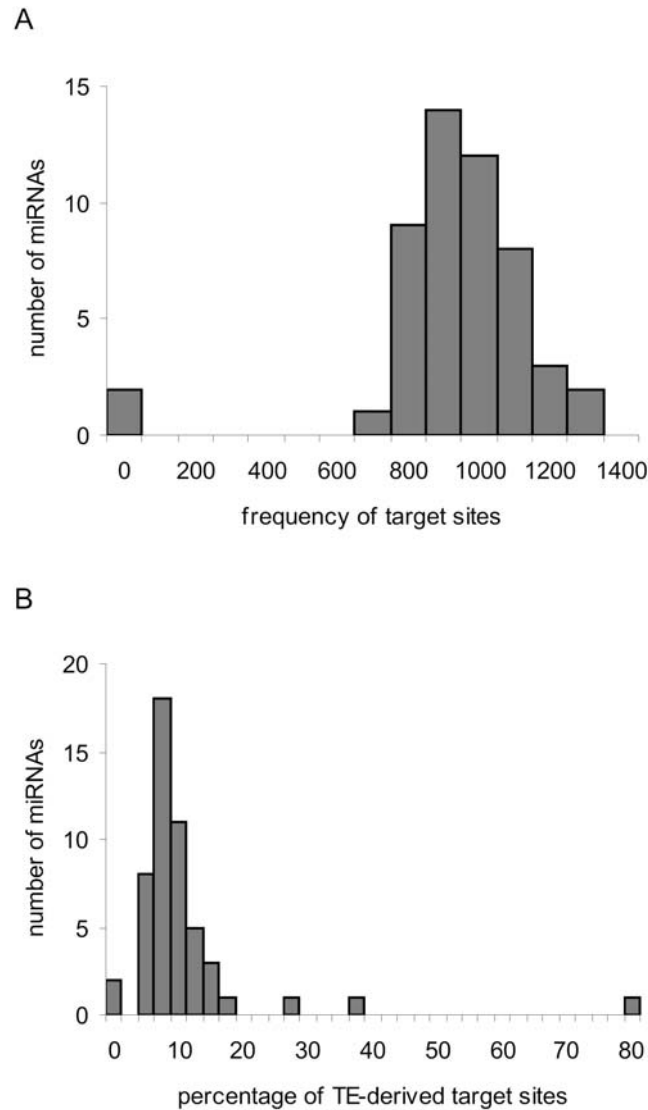 A
15
10
5
0
number of miRNAs
0 200 400 600 800 1000 1200 1400
frequency of target sites
B
20
15
10
5
0
number of miRNAs
0 10 20 30 40 50 60 70 80
percentage of TE-derived target sites